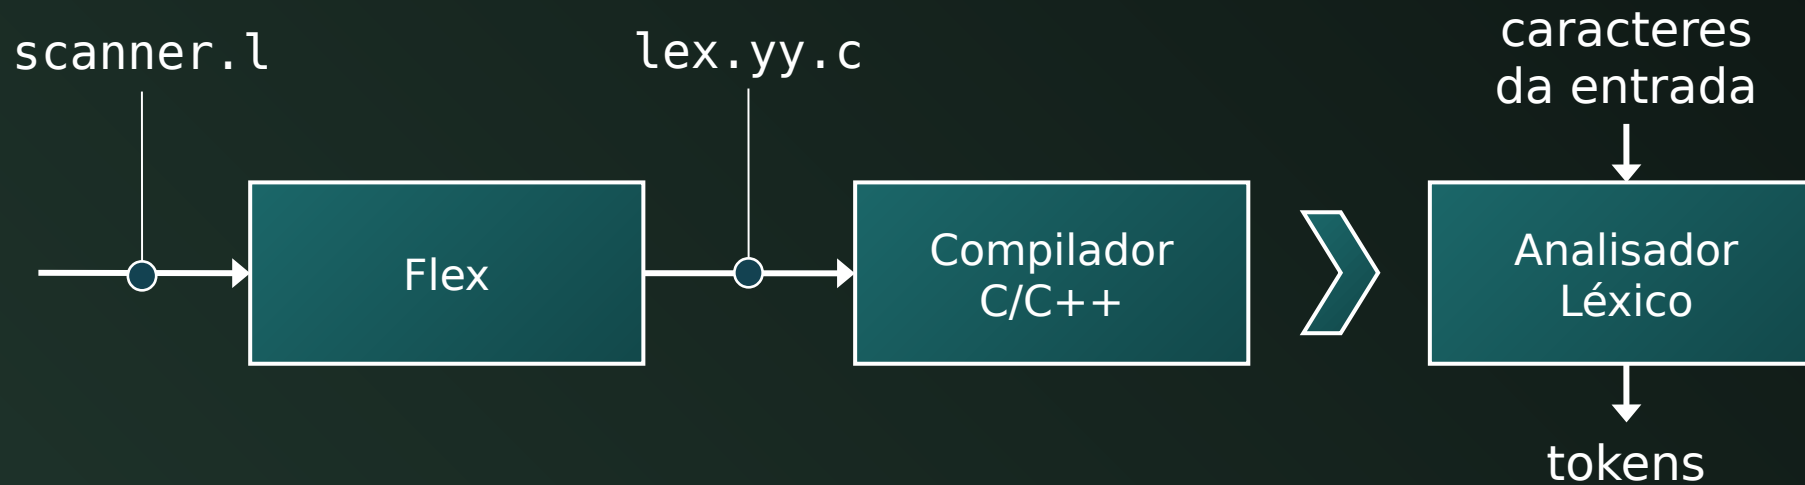 scanner.l
lex.yy.c
caracteres
da entrada
Flex
Compilador
C/C++
Analisador
Léxico
tokens